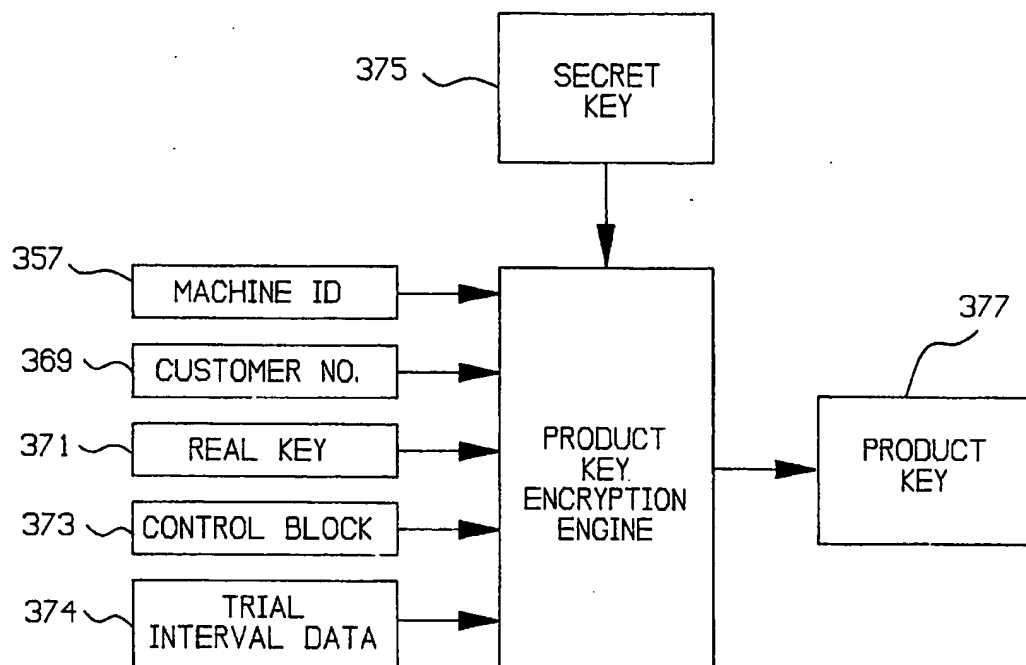 375
SECRET
KEY
357
MACHINE ID
369
CUSTOMER NO.
371
REAL KEY
373
CONTROL BLOCK
374
TRIAL
INTERVAL DATA
PRODUCT
KEY
ENCRYPTION
ENGINE
377
PRODUCT
KEY